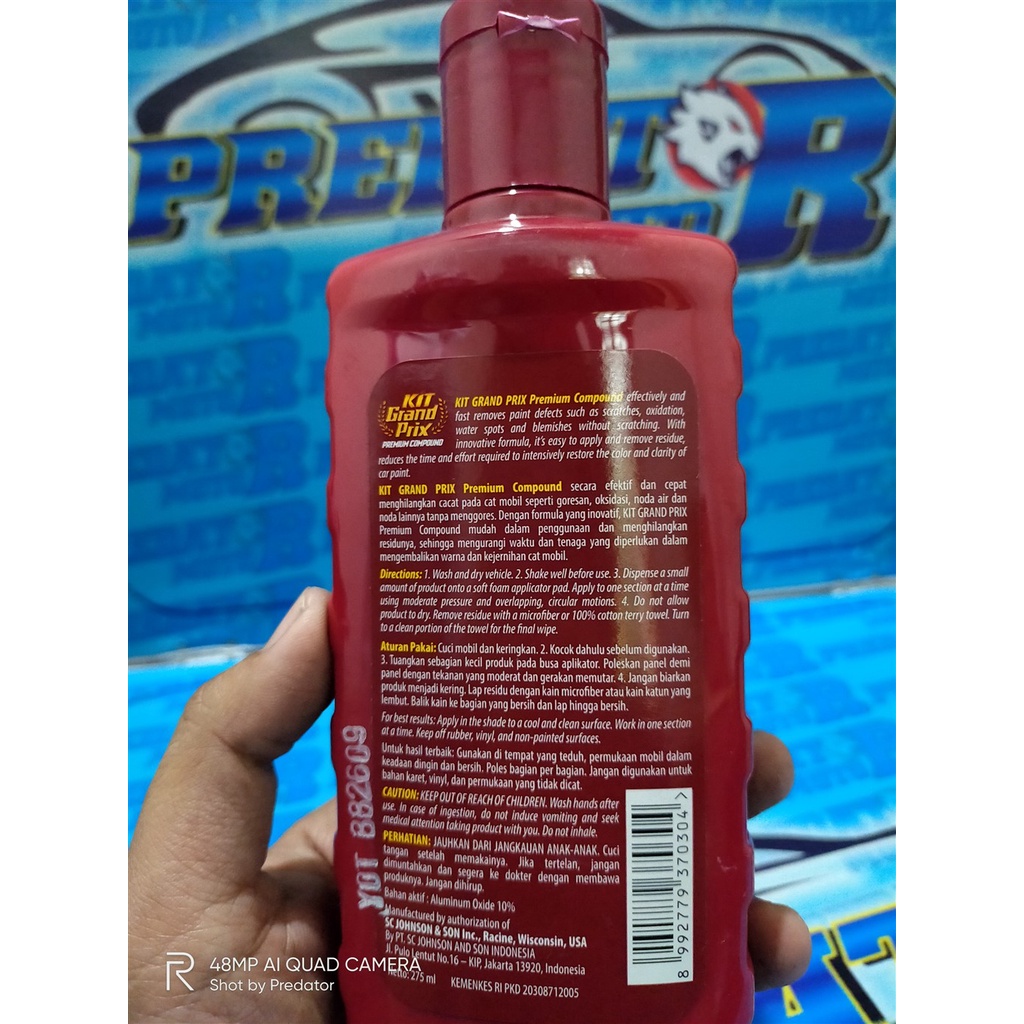 PREDATOR
KIT
Grand
Prix
PREMIUM COMPOUND
KIT GRAND PRIX Premium Compound effectively and
fast removes paint defects such as scratches, oxidation,
water spots and blemishes without scratching. With
innovative formula, it's easy to apply and remove residue,
reduces the time and effort required to intensively restore the color and clarity of
car paint.
KIT GRAND PRIX Premium Compound secara efektif dan cepat
menghilangkan cacat pada cat mobil seperti goresan, oksidasi, noda air dan
noda lainnya tanpa menggores. Dengan formula yang inovatif, KIT GRAND PRIX
Premium Compound mudah dalam penggunaan dan menghilangkan
residunya, sehingga mengurangi waktu dan tenaga yang diperlukan dalam
mengembalikan warna dan kejernihan cat mobil.
Directions: 1. Wash and dry vehicle. 2. Shake well before use. 3. Dispense a small
amount of product onto a soft foam applicator pad. Apply to one section at a time
using moderate pressure and overlapping, circular motions. 4. Do not allow
product to dry. Remove residue with a microfiber or 100% cotton terry towel. Turn
to a clean portion of the towel for the final wipe.
Aturan Pakai: Cuci mobil dan keringkan. 2. Kocok dahulu sebelum digunakan.
3. Tuangkan sebagian kecil produk pada busa aplikator. Poleskan panel demi
panel dengan tekanan yang moderat dan gerakan memutar. 4. Jangan biarkan
produk menjadi kering. Lap residu dengan kain microfiber atau kain katun yang
lembut. Balik kain ke bagian yang bersih dan lap hingga bersih.
For best results: Apply in the shade to a cool and clean surface. Work in one section
at a time. Keep off rubber, vinyl, and non-painted surfaces.
Untuk hasil terbaik: Gunakan di tempat yang teduh, permukaan mobil dalam
keadaan dingin dan bersih. Poles bagian per bagian. Jangan digunakan untuk
bahan karet, vinyl, dan permukaan yang tidak dicat.
CAUTION: KEEP OUT OF REACH OF CHILDREN. Wash hands after
use. In case of ingestion, do not induce vomiting and seek
medical attention taking product with you. Do not inhale.
PERHATIAN: JAUHKAN DARI JANGKAUAN ANAK-ANAK. Cuci
tangan setelah memakainya. Jika tertelan, jangan
dimuntahkan dan segera ke dokter dengan membawa
produknya. Jangan dihirup.
Bahan aktif : Aluminum Oxide 10%
Manufactured by authorization of
SC JOHNSON & SON Inc., Racine, Wisconsin, USA
By PT. SC JOHNSON AND SON INDONESIA
Jl. Pulo Lentut No.16 – KIP, Jakarta 13920, Indonesia
Netto: 275 ml KEMENKES RI PKD 20308712005
8 992779 370304 >
48MP AI QUAD CAMERA
Shot by Predator